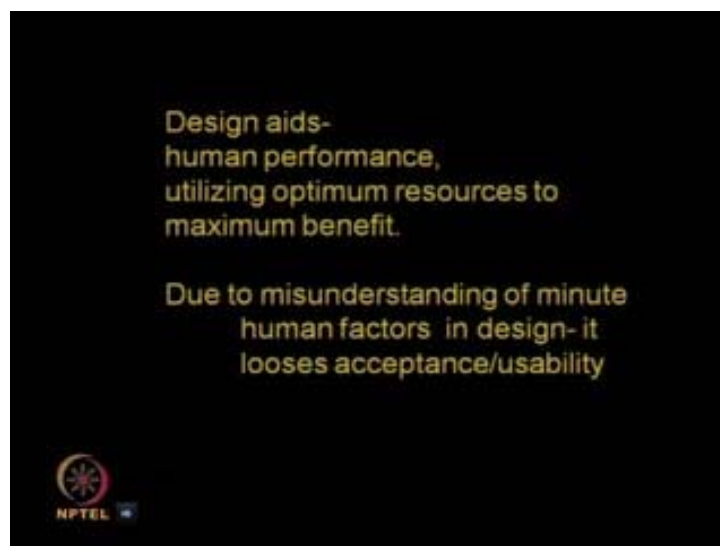 Design aids-
human performance,
utilizing optimum resources to
maximum benefit.
Due to misunderstanding of minute
human factors in design- it
looses acceptance/usability
NPTEL